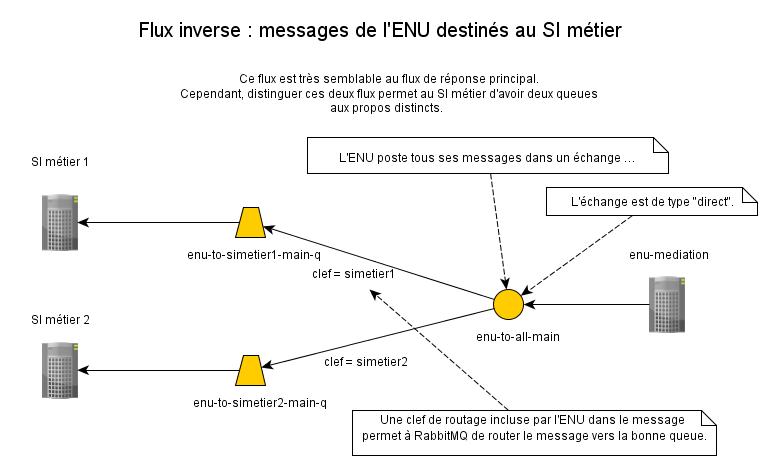 Flux inverse : messages de l'ENU destinés au SI métier
Ce flux est très semblable au flux de réponse principal.
Cependant, distinguer ces deux flux permet au SI métier d'avoir deux queues
aux propos distincts.
L'ENU poste tous ses messages dans un échange ...
SI métier 1
L'échange est de type "direct".
enu-to-simetier1-main-q
enu-mediation
clef = simetier1
SI métier 2
enu-to-all-main
clef = simetier2
enu-to-simetier2-main-q
Une clef de routage incluse par l'ENU dans le message
permet à RabbitMQ de router le message vers la bonne queue.